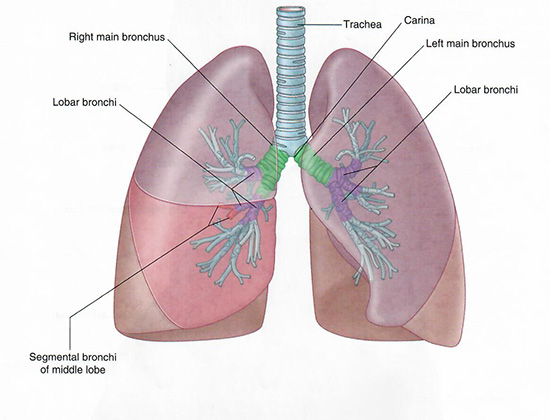 Trachea
Carina
Right main bronchus
Left main bronchus
Lobar bronchi
Lobar bronchi
Segmental bronchi
of middle lobe